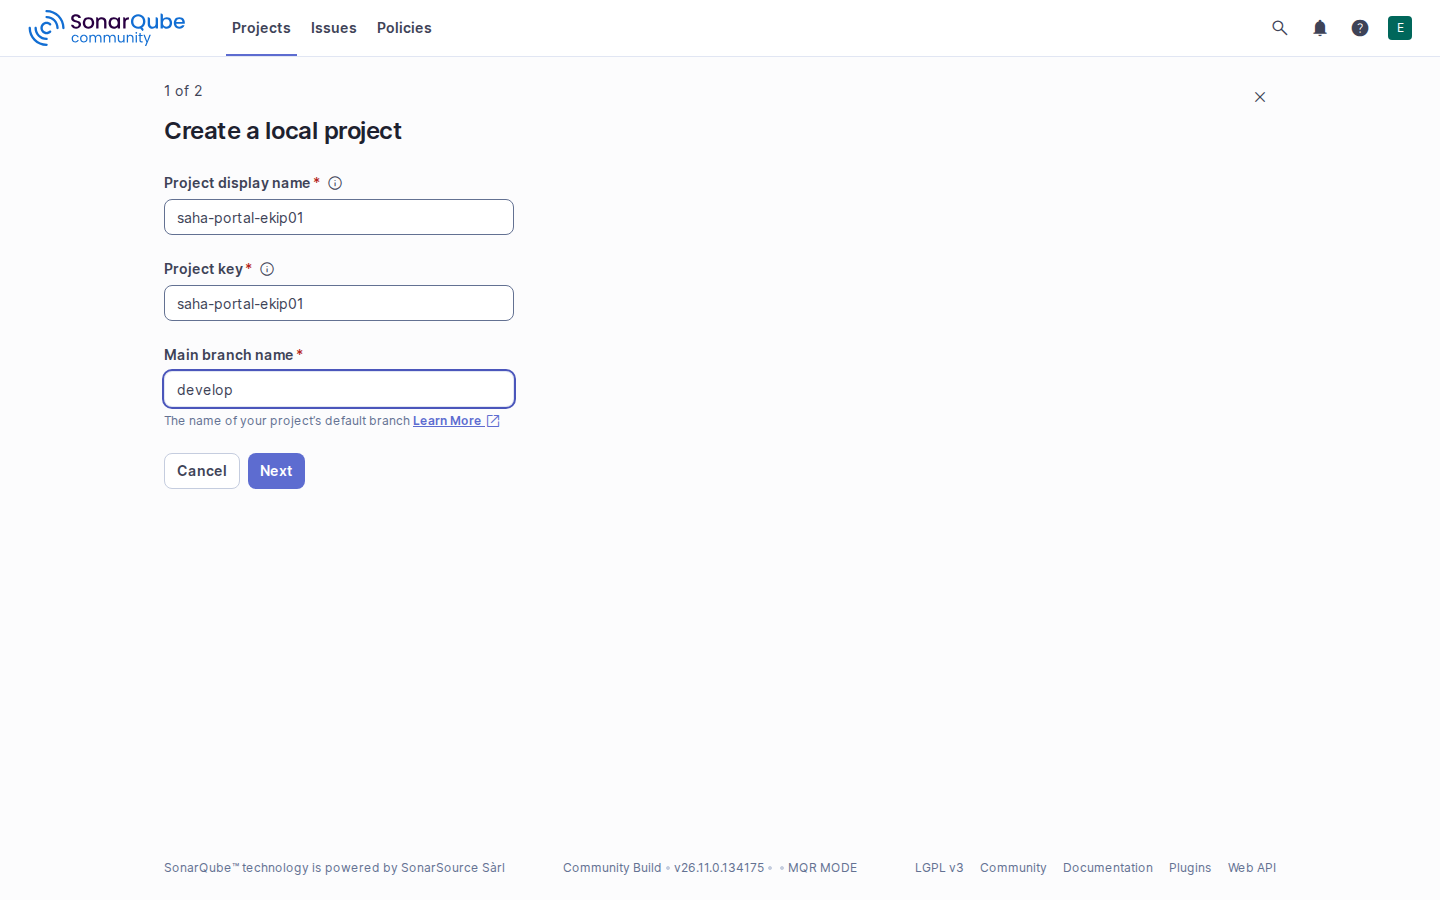 SonarQube community
Projects Issues Policies
E
1 of 2
Create a local project
Project display name *
saha-portal-ekip01
Project key *
saha-portal-ekip01
Main branch name *
develop
The name of your project's default branch Learn More
Cancel Next
SonarQube™ technology is powered by SonarSource Sàrl
Community Build • v26.11.0.134175 • • MQR MODE
LGPL v3 Community Documentation Plugins Web API